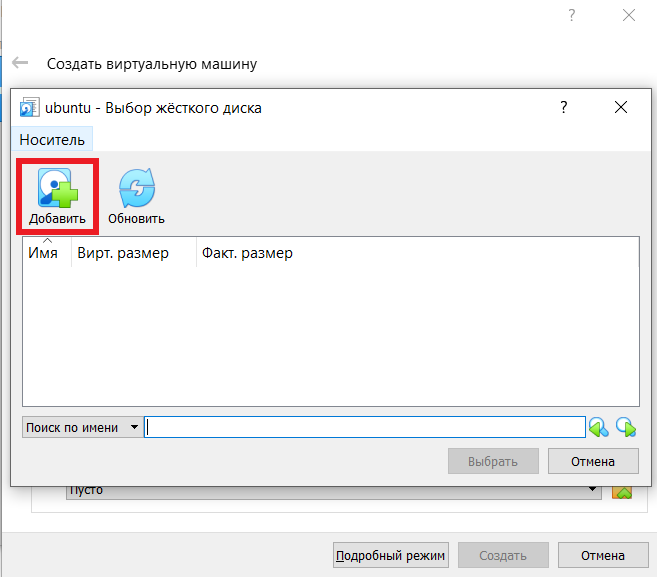 ?
Создать виртуальную машину
ubuntu - Выбор жёсткого диска
?
Носитель
Добавить Обновить
Имя Вирт. размер Факт. размер
Поиск по имени
Выбрать Отмена
Пусто
Подробный режим Создать Отмена